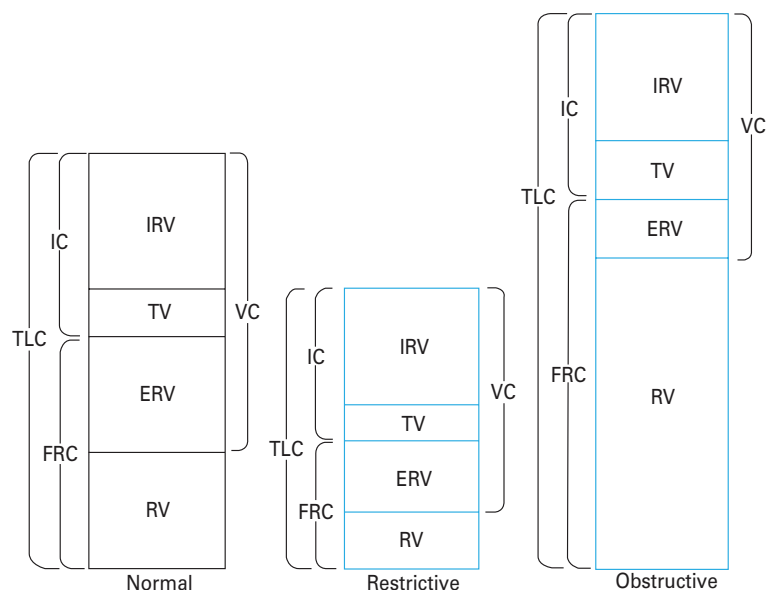 IRV
IC
TV
VC
TLC
ERV
FRC
RV
Normal
IRV
IC
VC
TV
TLC
ERV
FRC
RV
Restrictive
IRV
IC
VC
TV
TLC
ERV
FRC
RV
Obstructive